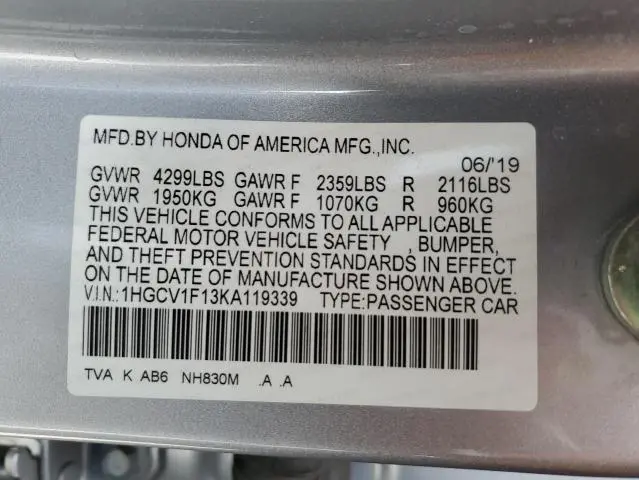 MFD.BY HONDA OF AMERICA MFG.,INC.
06/'19
GVWR 4299LBS GAWR F 2359LBS R 2116LBS
GVWR 1950KG GAWR F 1070KG R 960KG
THIS VEHICLE CONFORMS TO ALL APPLICABLE
FEDERAL MOTOR VEHICLE SAFETY , BUMPER,
AND THEFT PREVENTION STANDARDS IN EFFECT
ON THE DATE OF MANUFACTURE SHOWN ABOVE.
V.I.N.:1HGCV1F13KA119339 TYPE:PASSENGER CAR
TVA K AB6 NH830M .A .A